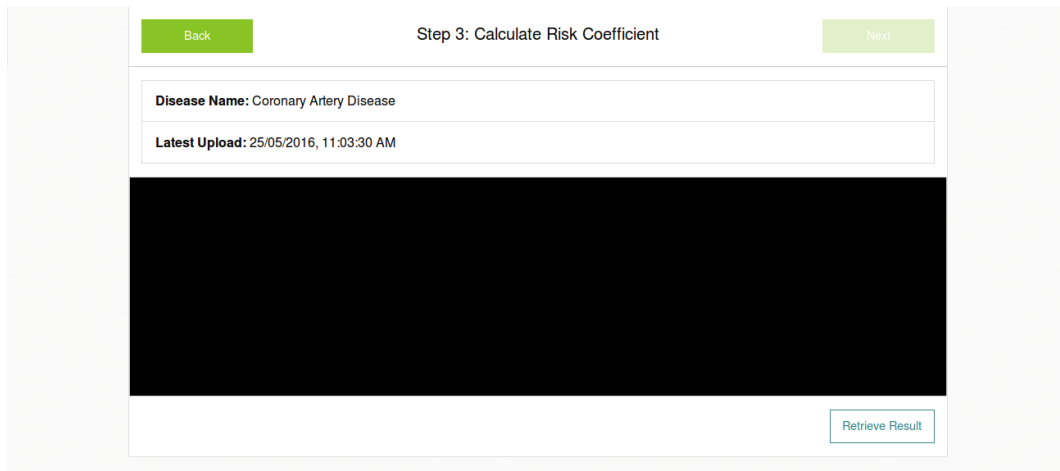 Back
Step 3: Calculate Risk Coefficient
Next
Disease Name: Coronary Artery Disease
Latest Upload: 25/05/2016, 11:03:30 AM
Retrieve Result